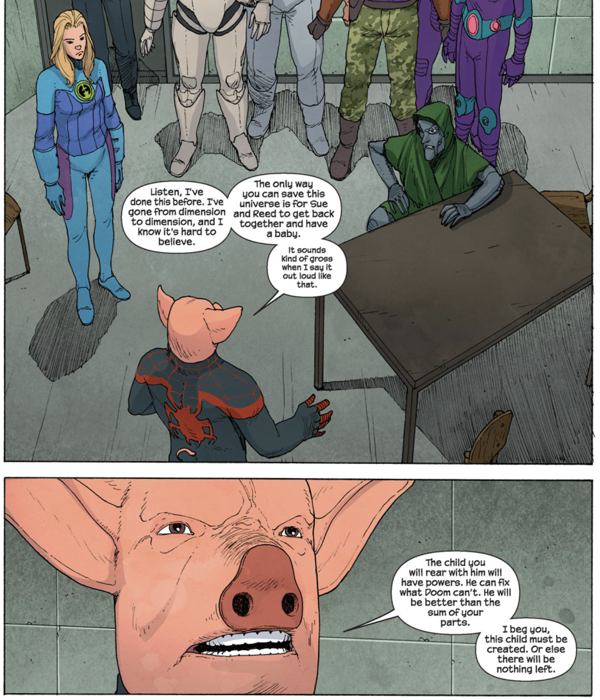 Listen, I've
done this before. I've
gone from dimension
to dimension, and I
know it's hard to
believe.
The only way
you can save this
universe is for Sue
and Reed to get back
together and have
a baby.
It sounds
kind of gross
when I say it
out loud like
that.
The child you
will rear with him will
have powers. He can fix
what Doom can't. He will
be better than the
sum of your
parts.
I beg you,
this child must be
created. Or else
there will be
nothing left.